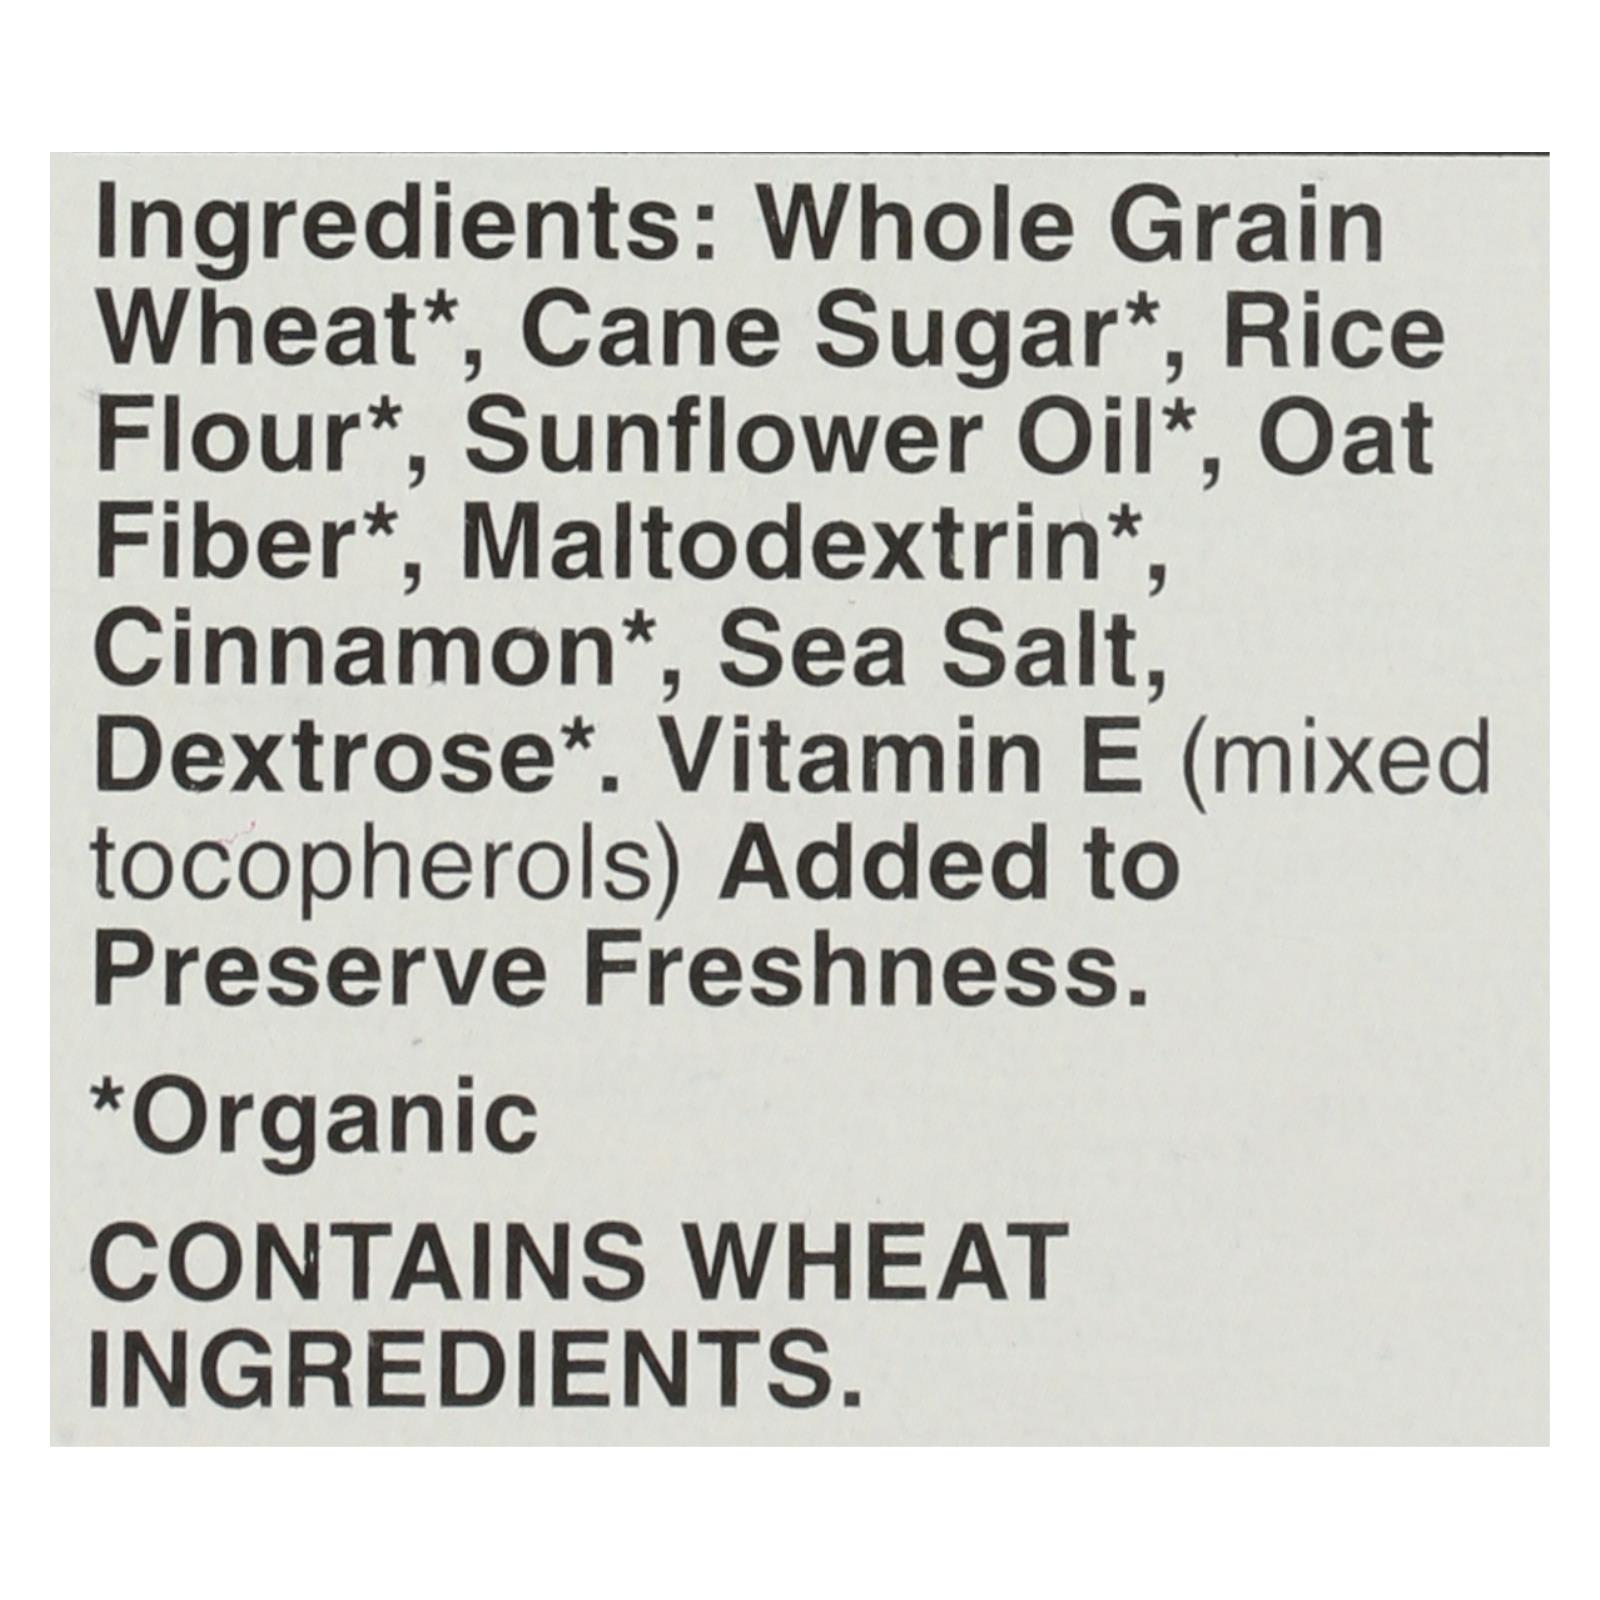 Ingredients: Whole Grain
Wheat*, Cane Sugar*, Rice
Flour*, Sunflower Oil*, Oat
Fiber*, Maltodextrin*,
Cinnamon*, Sea Salt,
Dextrose*. Vitamin E (mixed
tocopherols) Added to
Preserve Freshness.
*Organic
CONTAINS WHEAT
INGREDIENTS.